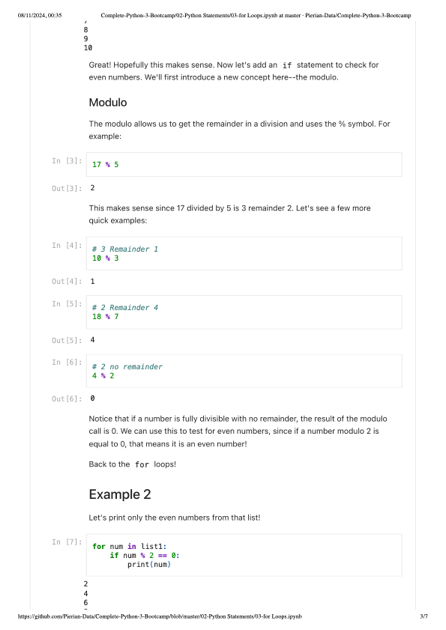 08/11/2024, 00:35 Complete-Python-3-Bootcamp/02-Python Statements/03-for Loops.ipynb at master · Pierian-Data/Complete-Python-3-Bootcamp
8
9
10
Great! Hopefully this makes sense. Now let's add an if statement to check for
even numbers. We'll first introduce a new concept here--the modulo.
Modulo
The modulo allows us to get the remainder in a division and uses the % symbol. For
example:
In [3]: 17 % 5
Out[3]: 2
This makes sense since 17 divided by 5 is 3 remainder 2. Let's see a few more
quick examples:
In [4]: # 3 Remainder 1
10 % 3
Out[4]: 1
In [5]: # 2 Remainder 4
18 % 7
Out[5]: 4
In [6]: # 2 no remainder
4 % 2
Out[6]: 0
Notice that if a number is fully divisible with no remainder, the result of the modulo
call is 0. We can use this to test for even numbers, since if a number modulo 2 is
equal to 0, that means it is an even number!
Back to the for loops!
Example 2
Let's print only the even numbers from that list!
In [7]: for num in list1:
if num % 2 == 0:
print(num)
2
4
6
https://github.com/Pierian-Data/Complete-Python-3-Bootcamp/blob/master/02-Python Statements/03-for Loops.ipynb 3/7